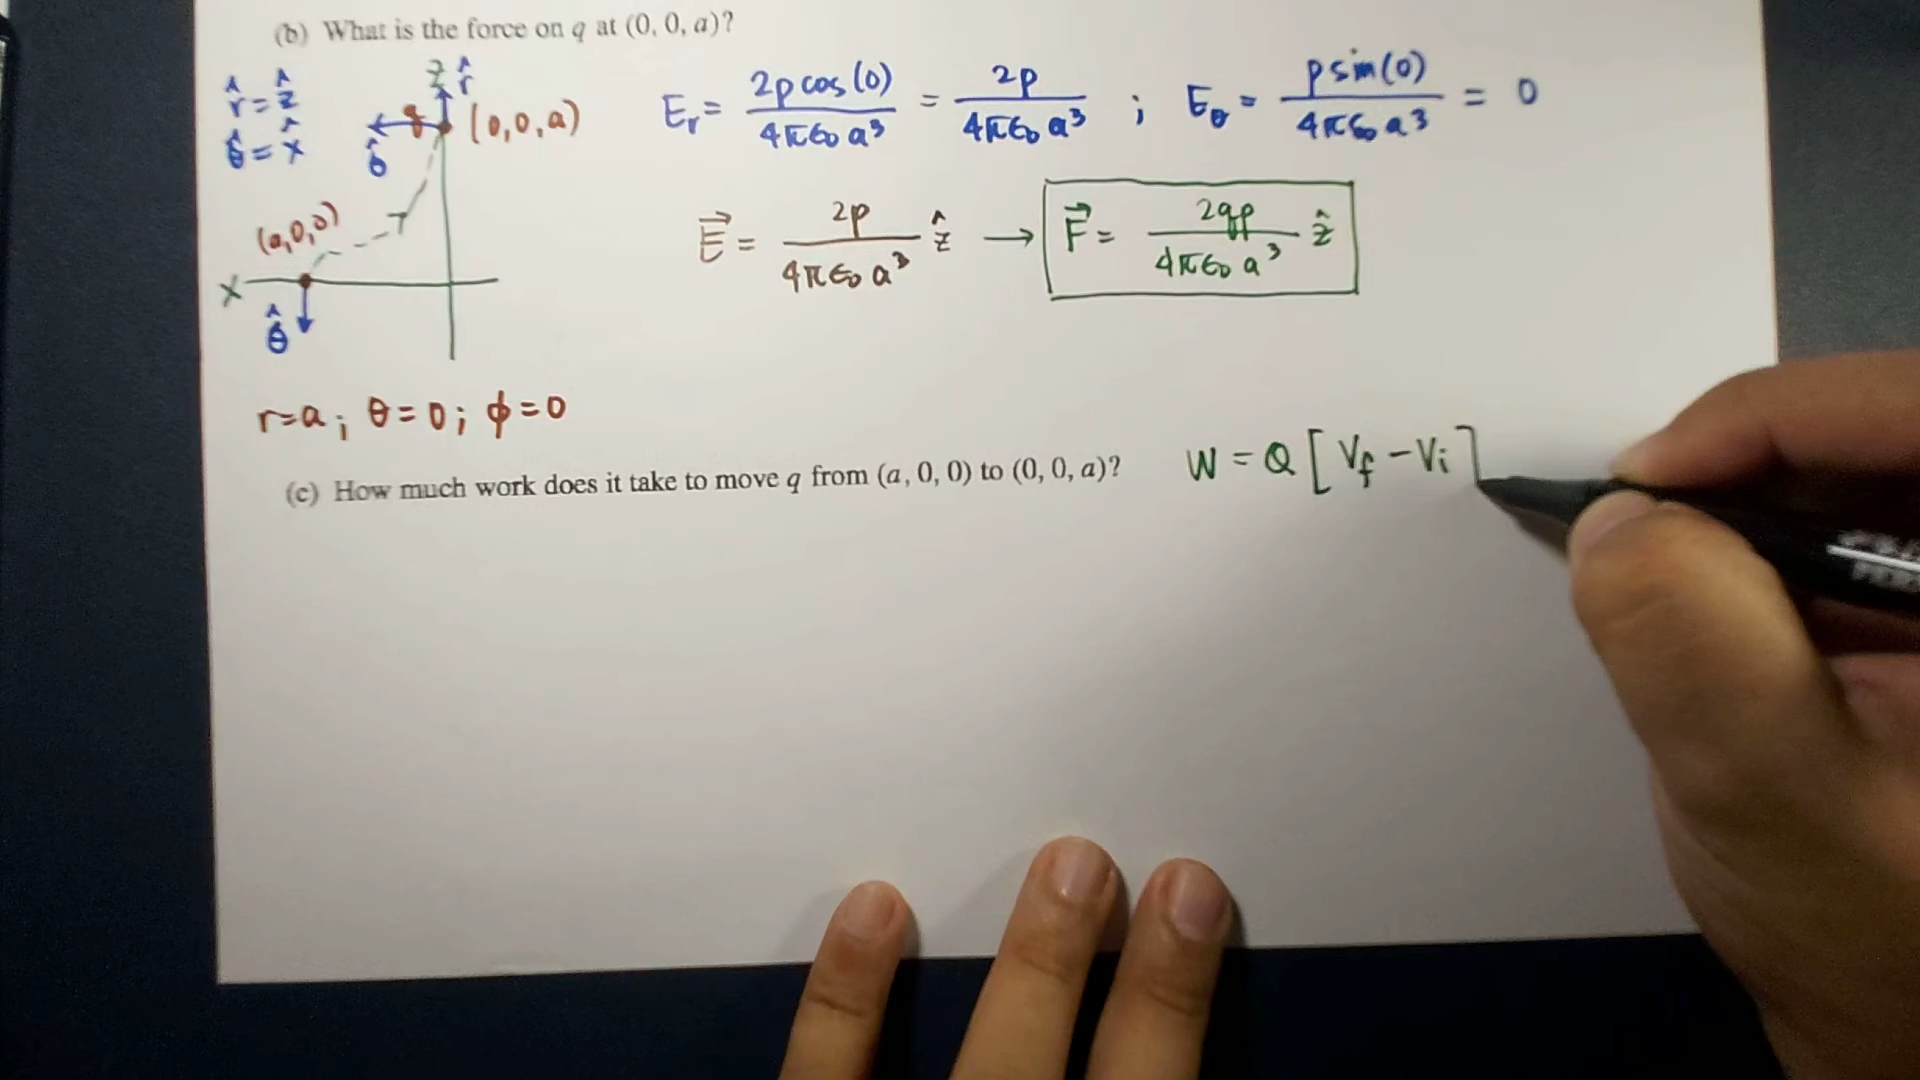 (b) What is the force on q at (0, 0, a)?
r̂ = ẑ
θ̂ = x̂
z r̂
q (0,0,a)
θ̂
(a,0,0)
x
θ̂
E_r = 2p cos(0) / 4πε₀ a³ = 2p / 4πε₀ a³ ; E_θ = p sin(0) / 4πε₀ a³ = 0
E⃗ = 2p / 4πε₀ a³ ẑ → F⃗ = 2qp / 4πε₀ a³ ẑ
r=a ; θ=0 ; ϕ=0
(c) How much work does it take to move q from (a, 0, 0) to (0, 0, a)? W = Q [ V_f - V_i ]